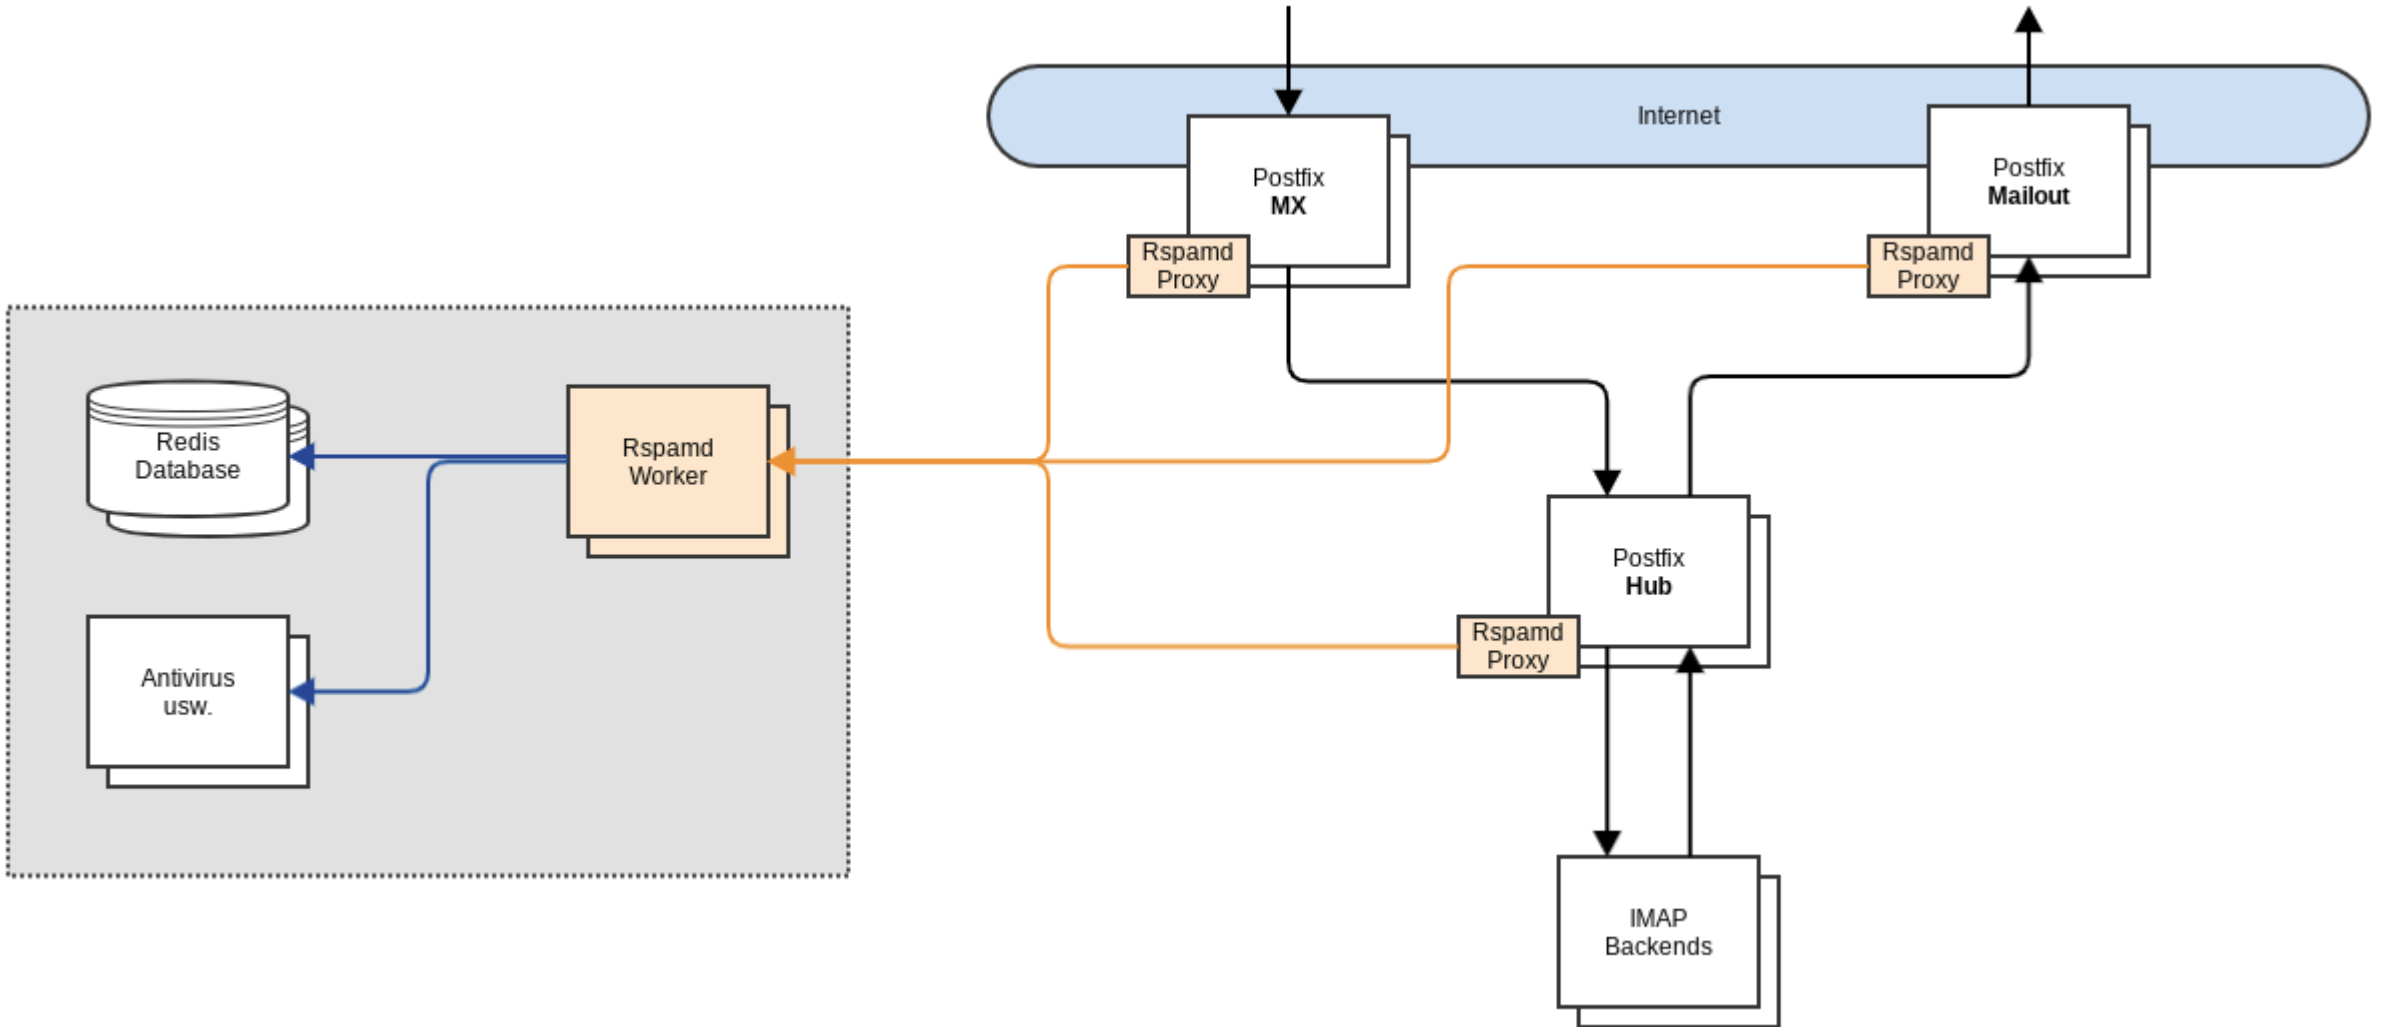 Internet
Postfix
MX
Postfix
Mailout
Rspamd
Proxy
Rspamd
Proxy
Redis
Database
Rspamd
Worker
Postfix
Hub
Rspamd
Proxy
Antivirus
usw.
IMAP
Backends